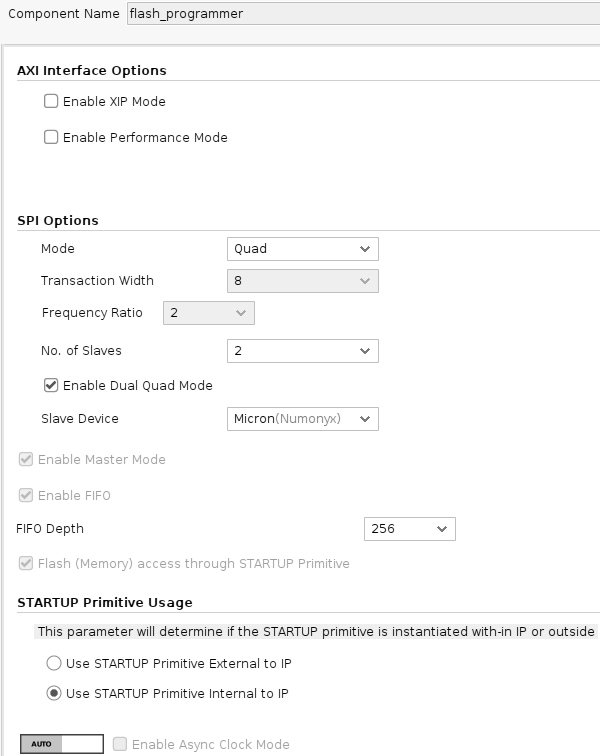 Component Name flash_programmer
AXI Interface Options
Enable XIP Mode
Enable Performance Mode
SPI Options
Mode Quad
Transaction Width 8
Frequency Ratio 2
No. of Slaves 2
Enable Dual Quad Mode
Slave Device Micron(Numonyx)
Enable Master Mode
Enable FIFO
FIFO Depth 256
Flash (Memory) access through STARTUP Primitive
STARTUP Primitive Usage
This parameter will determine if the STARTUP primitive is instantiated with-in IP or outside
Use STARTUP Primitive External to IP
Use STARTUP Primitive Internal to IP
AUTO Enable Async Clock Mode